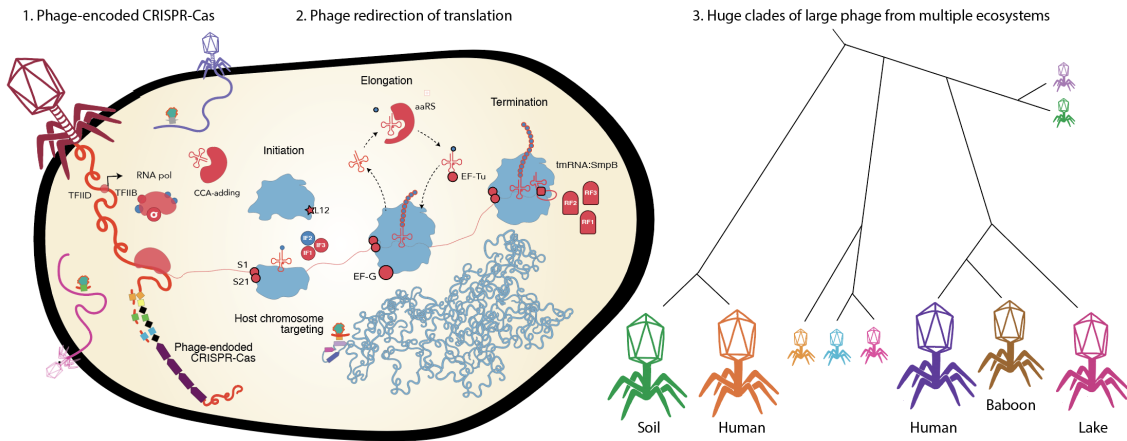 1. Phage-encoded CRISPR-Cas
2. Phage redirection of translation
3. Huge clades of large phage from multiple ecosystems
Elongation
aaRS
Termination
Initiation
tmRNA:SmpB
RNA pol
TFIID
TFIIB
α
CCA-adding
EF-Tu
L12
RF3
RF2
RF1
IF2
IF3
IF1
S1
S21
EF-G
Host chromosome
targeting
Phage-endoded
CRISPR-Cas
Soil
Human
Human
Baboon
Lake